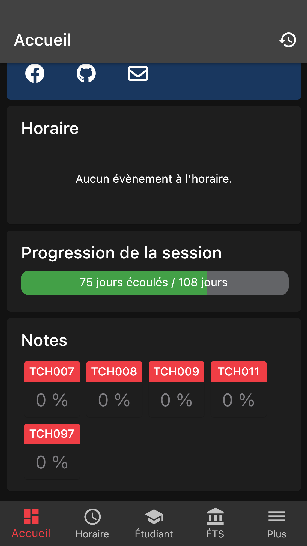 Accueil
Horaire
Aucun évènement à l'horaire.
Progression de la session
75 jours écoulés / 108 jours
Notes
TCH007 TCH008 TCH009 TCH011
0 % 0 % 0 % 0 %
TCH097
0 %
Accueil Horaire Étudiant ÉTS Plus